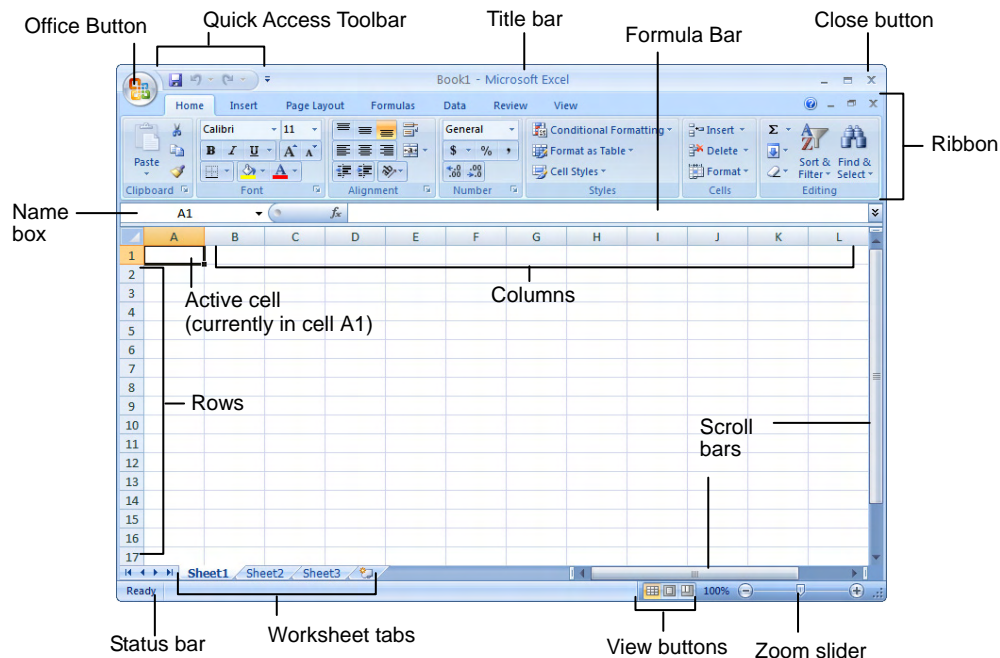 Office Button
Quick Access Toolbar
Title bar
Formula Bar
Close button
Book1 - Microsoft Excel
Home Insert Page Layout Formulas Data Review View
Calibri 11 General Conditional Formatting Insert Σ
Paste B I U A A $ % , Format as Table Delete Sort & Filter Find & Select
A .00 .0 Cell Styles Format
Clipboard Font Alignment Number Styles Cells Editing
Ribbon
Name box
A1 fx
A B C D E F G H I J K L
1
2
3
4
5
6
7
8
9
10
11
12
13
14
15
16
17
Active cell
(currently in cell A1)
Columns
Rows
Scroll
bars
Sheet1 Sheet2 Sheet3
Ready 100%
Status bar
Worksheet tabs
View buttons
Zoom slider